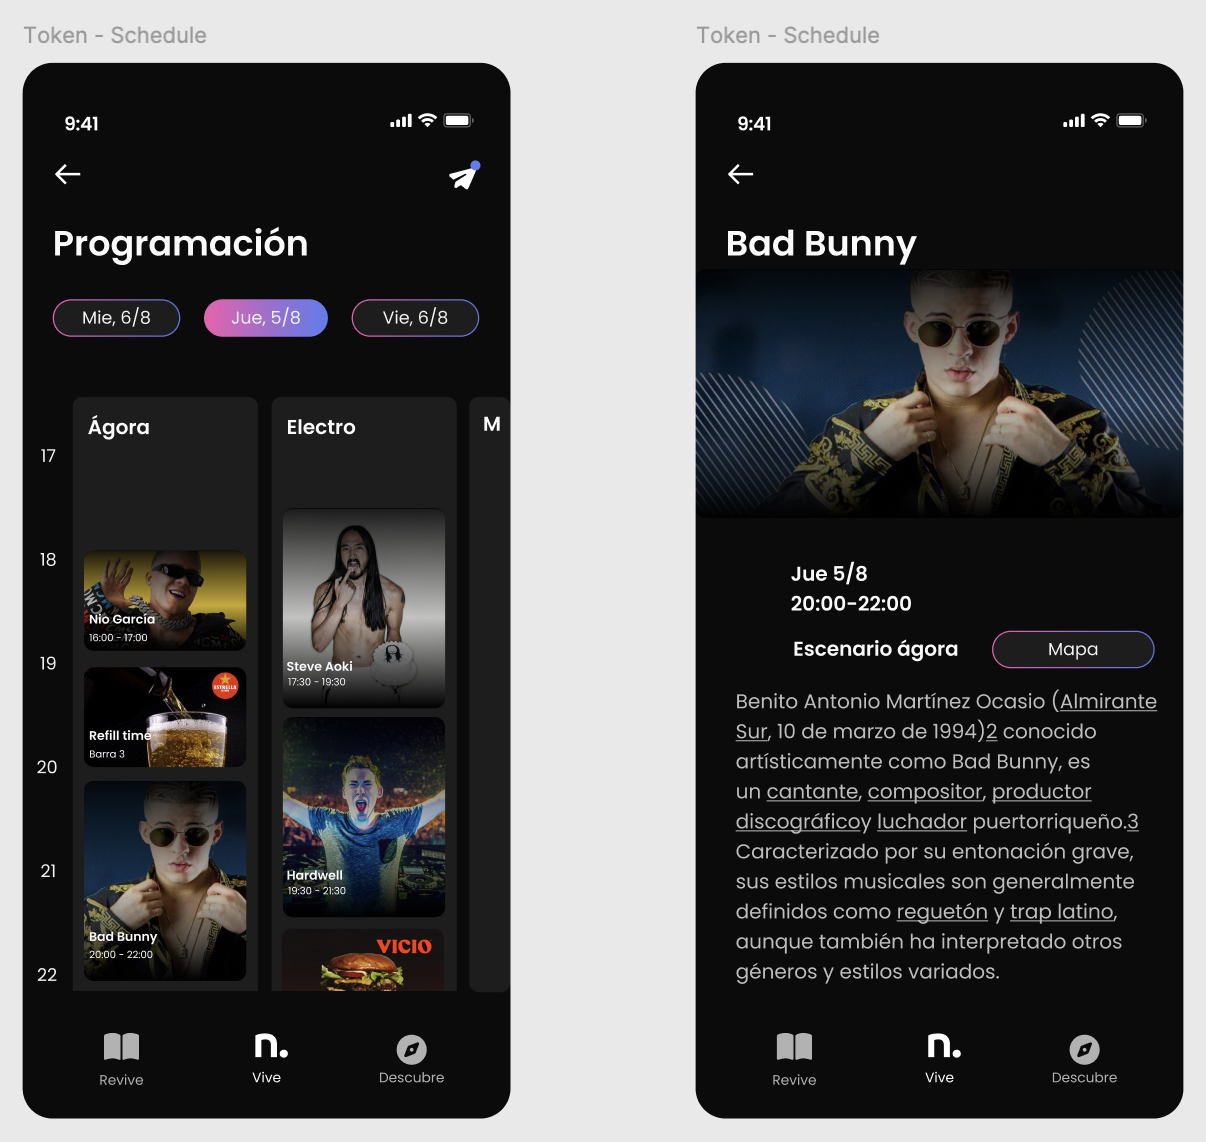 Token - Schedule
9:41
Programación
Mie, 6/8
Jue, 5/8
Vie, 6/8
Ágora
Electro
M
17
18
19
20
21
22
Nio García
16:00 - 17:00
ESTRELLA
Refill time
Barra 3
Bad Bunny
20:00 - 22:00
Steve Aoki
17:30 - 19:30
Hardwell
19:30 - 21:30
VICIO
Revive
n.
Vive
Descubre
Token - Schedule
9:41
Bad Bunny
Jue 5/8
20:00-22:00
Escenario ágora
Mapa
Benito Antonio Martínez Ocasio (Almirante
Sur, 10 de marzo de 1994)2 conocido
artísticamente como Bad Bunny, es
un cantante, compositor, productor
discográficoy luchador puertorriqueño.3
Caracterizado por su entonación grave,
sus estilos musicales son generalmente
definidos como reguetón y trap latino,
aunque también ha interpretado otros
géneros y estilos variados.
Revive
n.
Vive
Descubre